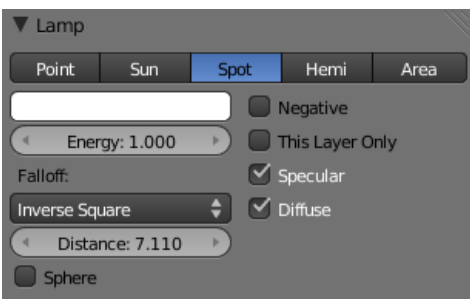 Lamp
Point Sun Spot Hemi Area
Negative
Energy: 1.000 This Layer Only
Falloff: Specular
Inverse Square Diffuse
Distance: 7.110
Sphere